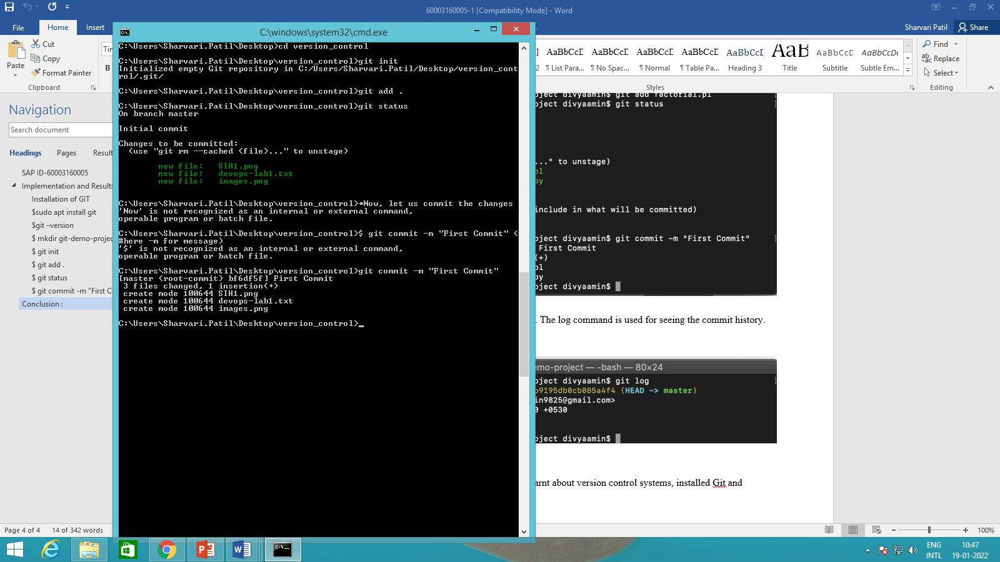 60003160005-1 [Compatibility Mode] - Word
File
Home
Insert
Sharvari Patil
Share
Paste
Cut
Copy
Format Painter
Clipboard
B
AaBbCcD
AaBbCcD
AaBbCcD
AaBbCcD
AaBbCcD
AaB
AaBbCcD
AaBbCcDc
¶ List Para...
¶ No Spac...
¶ Normal
¶ Table Pa...
Heading 3
Title
Subtitle
Subtle Em...
Styles
Find
Replace
Select
Editing
Navigation
Search document
Headings
Pages
SAP ID-60003160005
Implementation and Results
Installation of GIT
$sudo apt install git
$git –version
$ mkdir git-demo-projec
$ git init
$ git add .
$ git status
$ git commit -m "First C
Conclusion :
C:\windows\system32\cmd.exe
C:\Users\Sharvari.Patil\Desktop>cd version_control
C:\Users\Sharvari.Patil\Desktop\version_control>git init
Initialized empty Git repository in C:/Users/Sharvari.Patil/Desktop/version_cont
rol/.git/
C:\Users\Sharvari.Patil\Desktop\version_control>git add .
C:\Users\Sharvari.Patil\Desktop\version_control>git status
On branch master
Initial commit
Changes to be committed:
(use "git rm --cached <file>..." to unstage)
new file: SIH1.png
new file: devops-lab1.txt
new file: images.png
C:\Users\Sharvari.Patil\Desktop\version_control>•Now, let us commit the changes
'Now' is not recognized as an internal or external command,
operable program or batch file.
C:\Users\Sharvari.Patil\Desktop\version_control>$ git commit -m "First Commit" (
#here -m for message)
'$' is not recognized as an internal or external command,
operable program or batch file.
C:\Users\Sharvari.Patil\Desktop\version_control>git commit -m "First Commit"
[master (root-commit) bf6df5f] First Commit
3 files changed, 1 insertion(+)
create mode 100644 SIH1.png
create mode 100644 devops-lab1.txt
create mode 100644 images.png
C:\Users\Sharvari.Patil\Desktop\version_control>_
oject divyaamin$ git add factorial.pl
oject divyaamin$ git status
..." to unstage)
pl
py
include in what will be committed)
oject divyaamin$ git commit -m "First Commit"
First Commit
(+)
pl
py
oject divyaamin$
. The log command is used for seeing the commit history.
emo-project — -bash — 80×24
oject divyaamin$ git log
b9195db0cb085a4f4 (HEAD -> master)
in9825@gmail.com>
0 +0530
oject divyaamin$
arnt about version control systems, installed Git and
Page 4 of 4
14 of 342 words
100%
ENG
INTL
10:47
19-01-2022